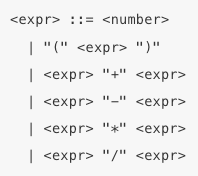 <expr> ::= <number>
| "(" <expr> ")"
| <expr> "+" <expr>
| <expr> "-" <expr>
| <expr> "*" <expr>
| <expr> "/" <expr>